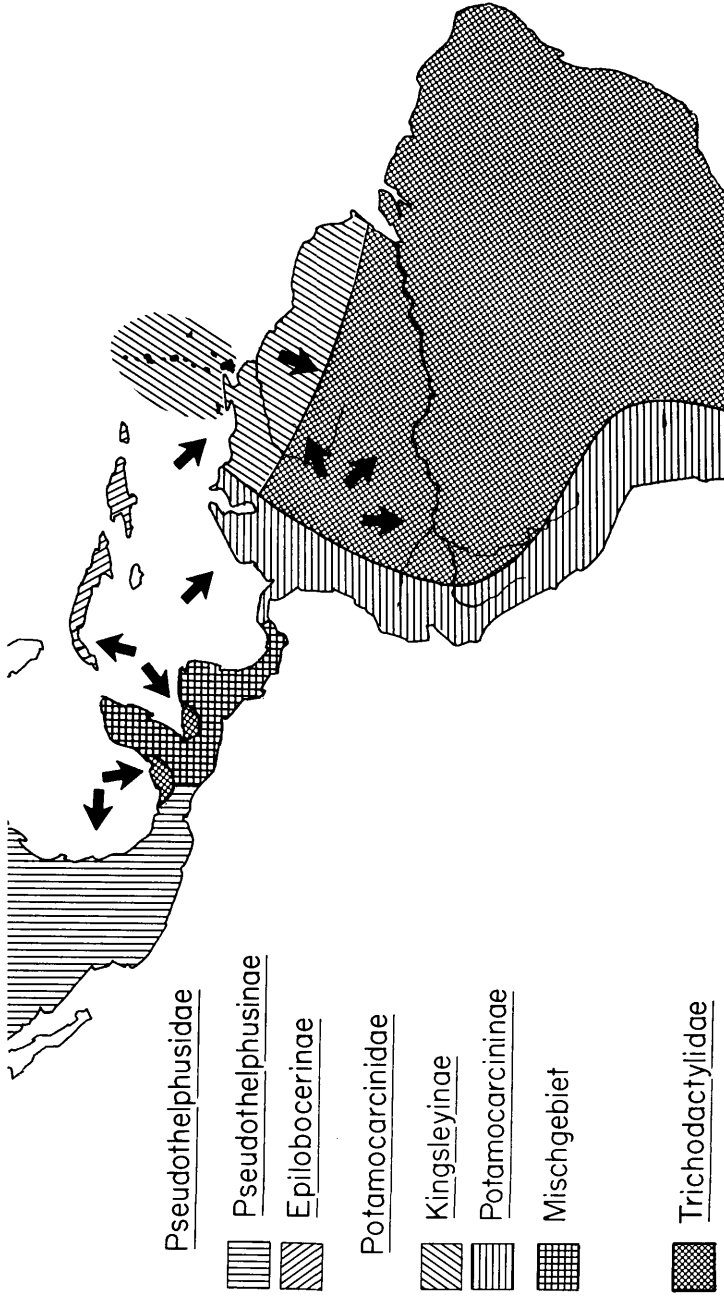 Pseudothelphusidae
Pseudothelphusinae
Epilobocerinae
Potamocarcinidae
Kingsleyinae
Potamocarcininae
Mischgebiet
Trichodactylidae